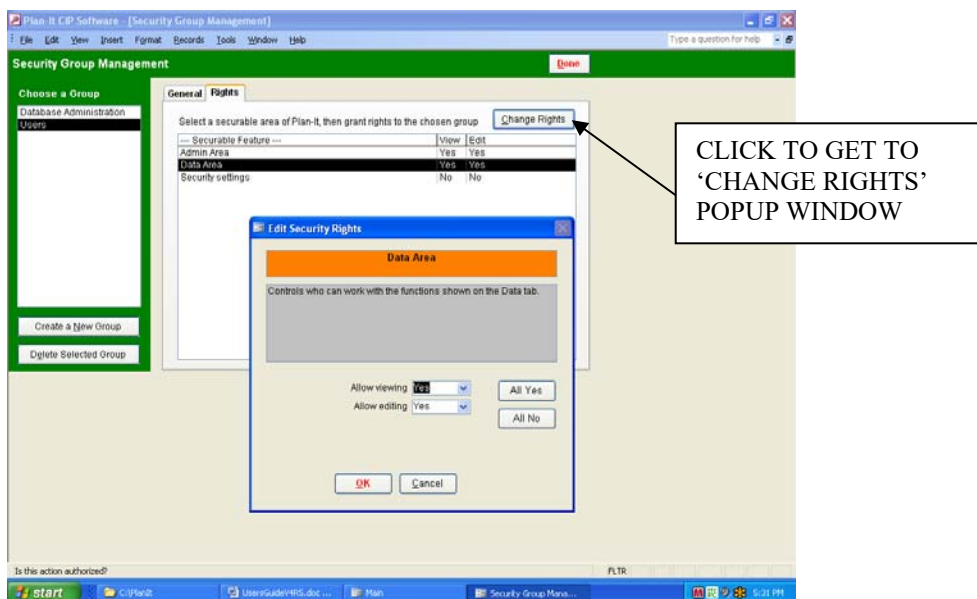 Plan-It CIP Software - [Security Group Management]
File Edit View Insert Format Records Tools Window Help
Type a question for help
Security Group Management
Done
Choose a Group
Database Administration
Users
Create a New Group
Delete Selected Group
General Rights
Select a securable area of Plan-It, then grant rights to the chosen group
Change Rights
--- Securable Feature --- View Edit
Admin Area Yes Yes
Data Area Yes Yes
Security settings No No
CLICK TO GET TO
‘CHANGE RIGHTS’
POPUP WINDOW
Edit Security Rights
Data Area
Controls who can work with the functions shown on the Data tab.
Allow viewing Yes
Allow editing Yes
All Yes
All No
OK Cancel
Is this action authorized?
FLTR
start C:\PlanIt UsersGuideV4RS.doc ... Main Security Group Mana... 5:31 PM